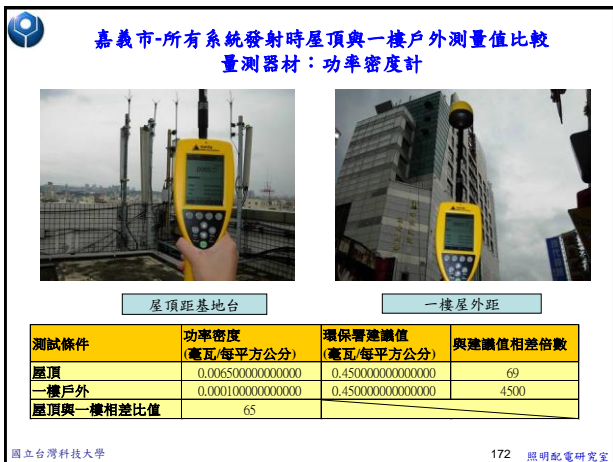 嘉義市-所有系統發射時屋頂與一樓戶外測量值比較
量測器材：功率密度計
屋頂距基地台
一樓屋外距
測試條件 功率密度 (毫瓦/每平方公分) 環保署建議值 (毫瓦/每平方公分) 與建議值相差倍數
屋頂 0.006500000000000 0.450000000000000 69
一樓戶外 0.000100000000000 0.450000000000000 4500
屋頂與一樓相差比值 65
國立台灣科技大學
172 照明配電研究室